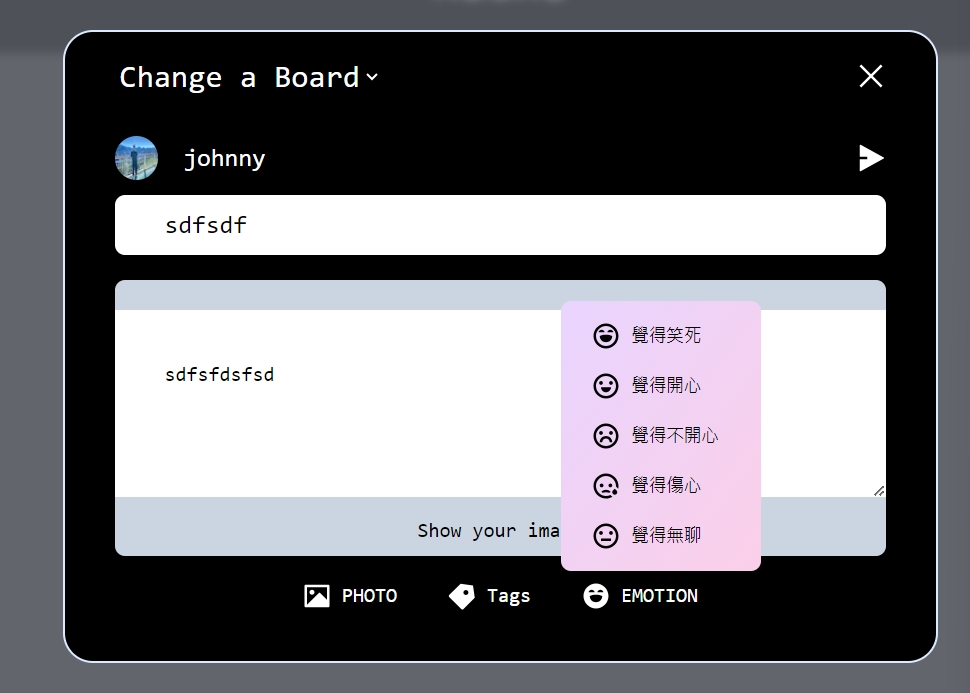 Change a Board
johnny
sdfsdf
sdfsfdsfsd
覺得笑死
覺得開心
覺得不開心
覺得傷心
覺得無聊
Show your ima
PHOTO
Tags
EMOTION